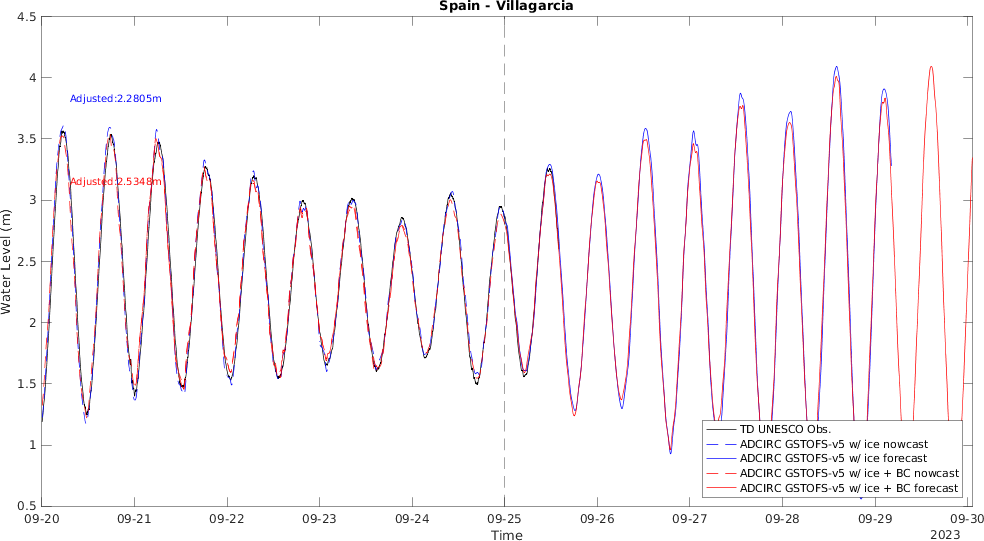 Spain - Villagarcia
4.5
4
3.5
3
2.5
2
1.5
1
0.5
Water Level (m)
Adjusted:2.2805m
Adjusted:2.5348m
TD UNESCO Obs.
ADCIRC GSTOFS-v5 w/ ice nowcast
ADCIRC GSTOFS-v5 w/ ice forecast
ADCIRC GSTOFS-v5 w/ ice + BC nowcast
ADCIRC GSTOFS-v5 w/ ice + BC forecast
09-20 09-21 09-22 09-23 09-24 09-25 09-26 09-27 09-28 09-29 09-30
Time
2023